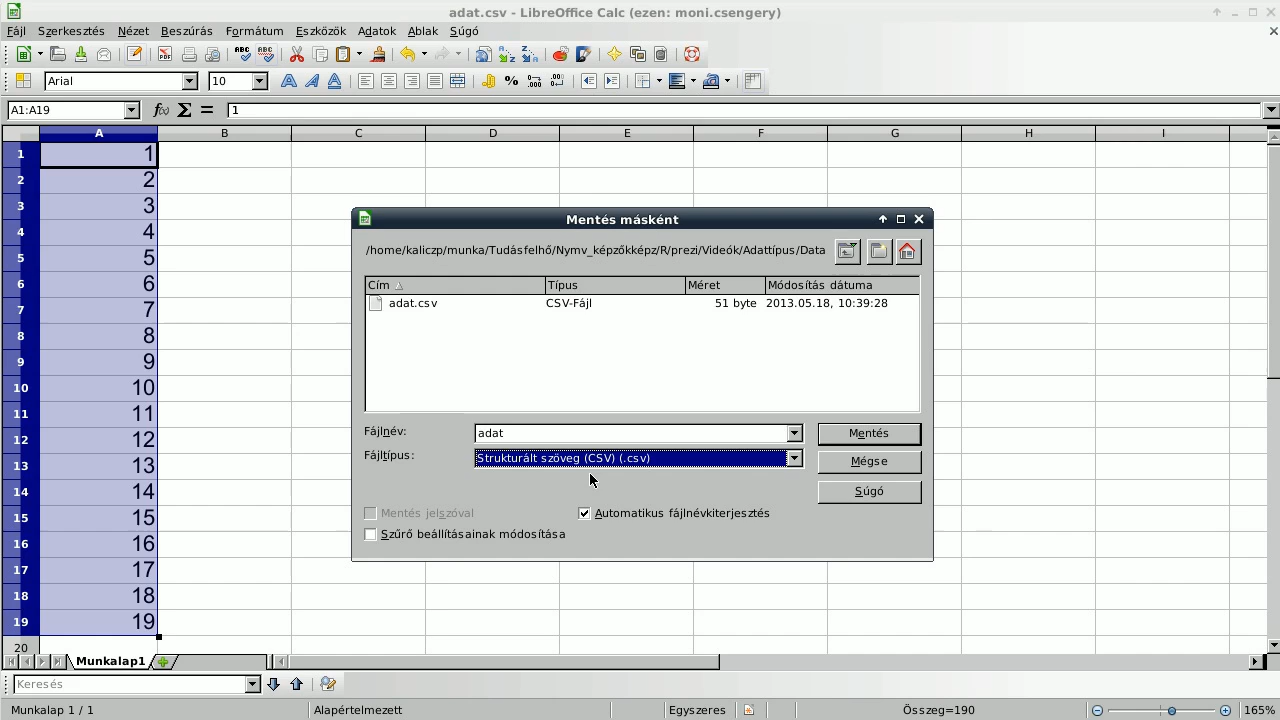 adat.csv - LibreOffice Calc (ezen: moni.csengery)
Fájl Szerkesztés Nézet Beszúrás Formátum Eszközök Adatok Ablak Súgó
Arial 10
A1:A19 1
A B C D E F G H I
1 1
2 2
3 3
4 4
5 5
6 6
7 7
8 8
9 9
10 10
11 11
12 12
13 13
14 14
15 15
16 16
17 17
18 18
19 19
20
Mentés másként
/home/kaliczp/munka/Tudásfelhő/Nymv_képzőkképz/R/prezi/Videók/Adattípus/Data
Cím Típus Méret Módosítás dátuma
adat.csv CSV-Fájl 51 byte 2013.05.18, 10:39:28
Fájlnév: adat Mentés
Fájltípus: Strukturált szöveg (CSV) (.csv) Mégse
Súgó
Mentés jelszóval Automatikus fájlnévkiterjesztés
Szűrő beállításainak módosítása
Munkalap1
Keresés
Munkalap 1 / 1 Alapértelmezett Egyszeres Összeg=190 165%